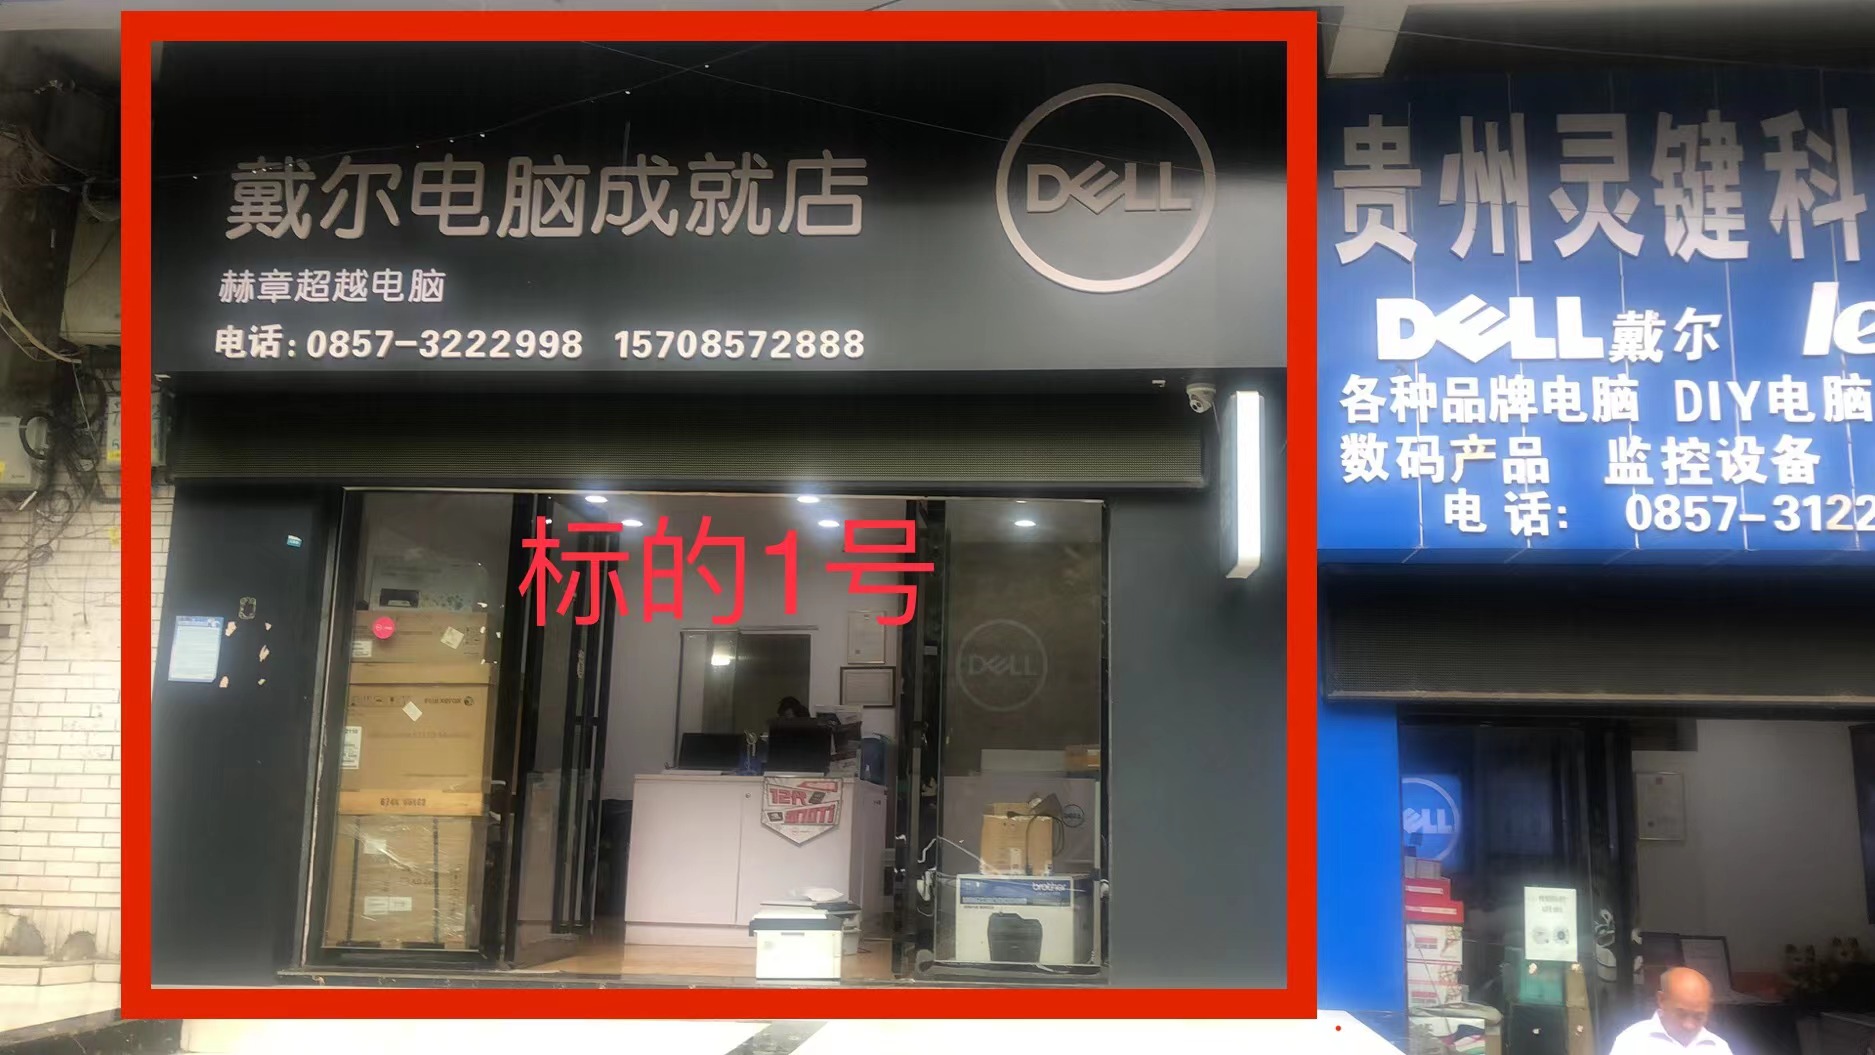 戴尔电脑成就店
DELL
赫章超越电脑
电话:0857-3222998 15708572888
标的1号
DELL
brother
贵州灵键科
DELL戴尔 le
各种品牌电脑 DIY电脑
数码产品 监控设备
电话: 0857-3122
DELL